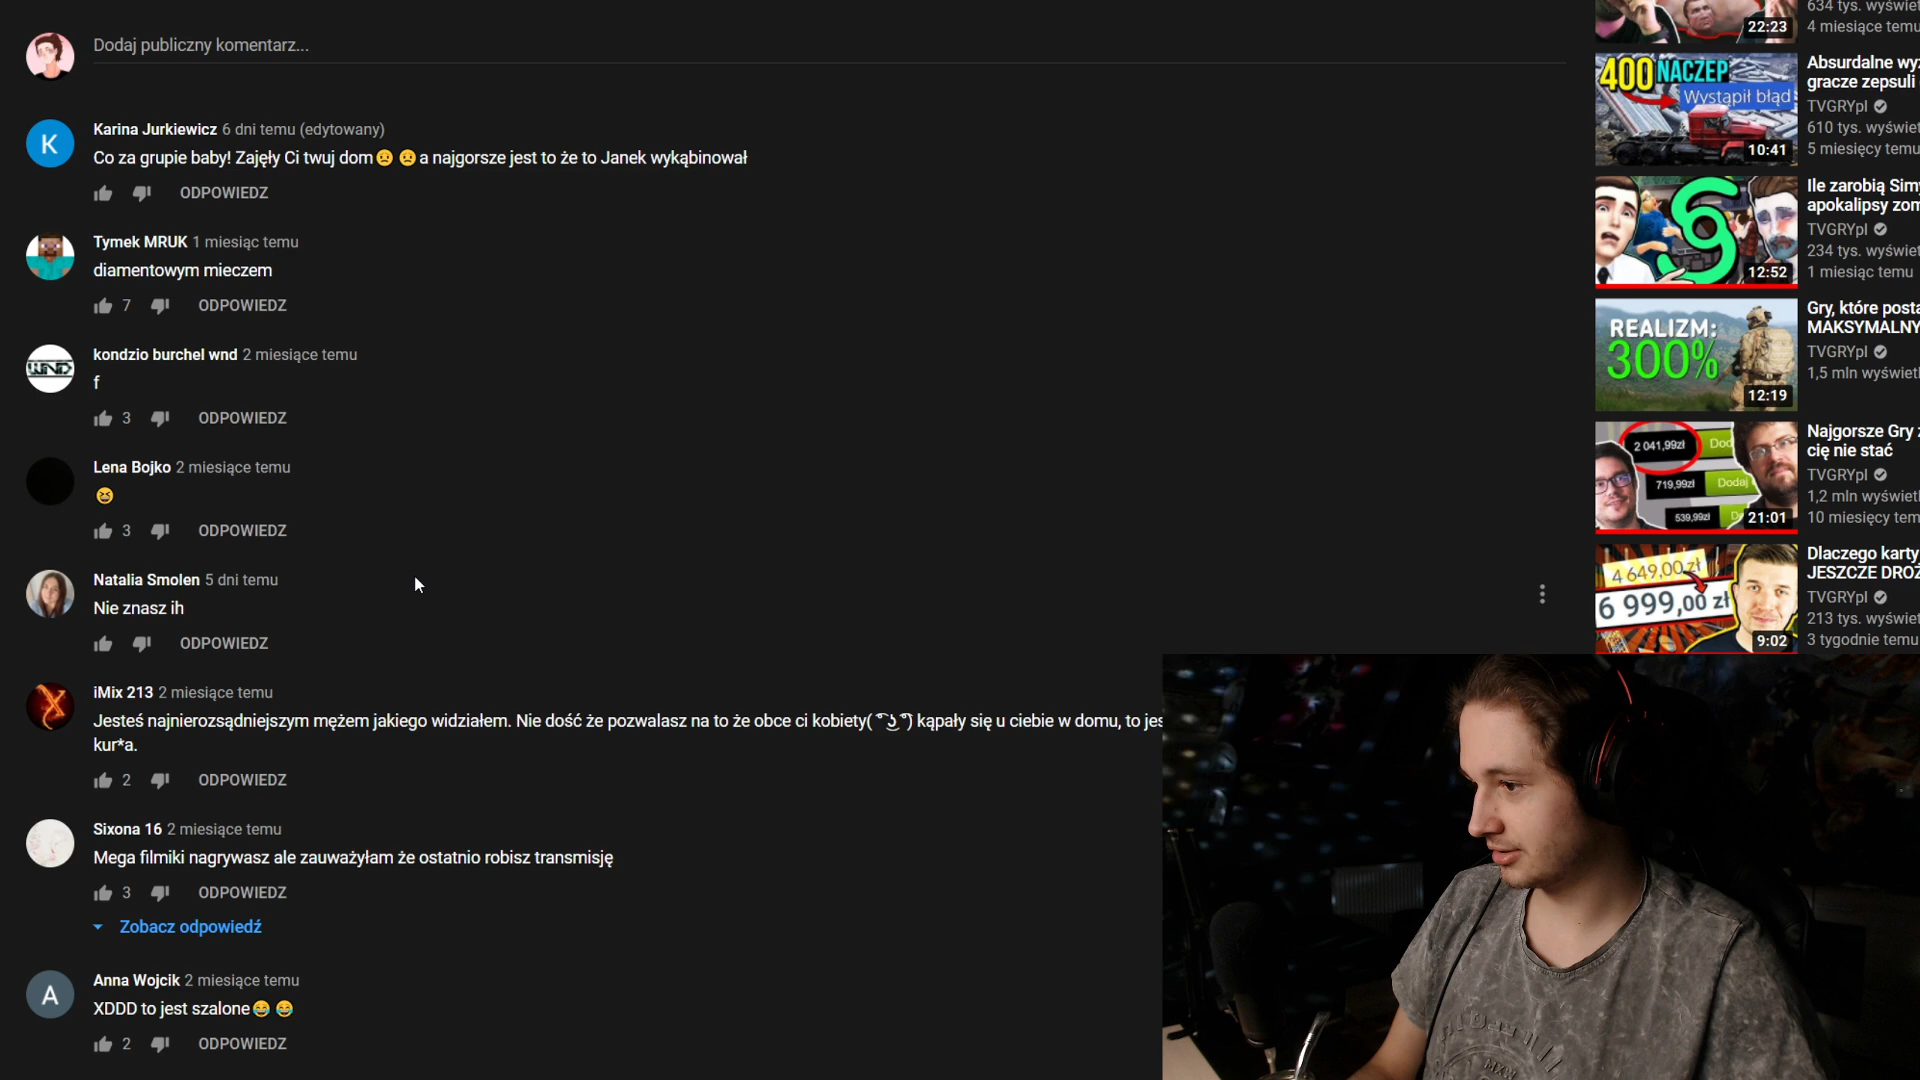 Dodaj publiczny komentarz...
Karina Jurkiewicz 6 dni temu (edytowany)
Co za grupie baby! Zajęły Ci twuj dom😟 😟a najgorsze jest to że to Janek wykąbinował
ODPOWIEDZ
Tymek MRUK 1 miesiąc temu
diamentowym mieczem
7 ODPOWIEDZ
kondzio burchel wnd 2 miesiące temu
f
3 ODPOWIEDZ
Lena Bojko 2 miesiące temu
😆
3 ODPOWIEDZ
Natalia Smolen 5 dni temu
Nie znasz ih
ODPOWIEDZ
iMix 213 2 miesiące temu
Jesteś najnierozsądniejszym mężem jakiego widziałem. Nie dość że pozwalasz na to że obce ci kobiety( ͡° ͜ʖ ͡°) kąpały się u ciebie w domu, to jes
kur*a.
2 ODPOWIEDZ
Sixona 16 2 miesiące temu
Mega filmiki nagrywasz ale zauważyłam że ostatnio robisz transmisję
3 ODPOWIEDZ
Zobacz odpowiedź
A
Anna Wojcik 2 miesiące temu
XDDD to jest szalone😂 😂
2 ODPOWIEDZ
K
WND
634 tys. wyświet
22:23
4 miesiące temu
400 NACZEP
Wystąpił błąd
10:41
Absurdalne wyz
gracze zepsuli
TVGRYpl
610 tys. wyświet
5 miesięcy temu
12:52
Ile zarobią Sim
apokalipsy zom
TVGRYpl
234 tys. wyświet
1 miesiąc temu
REALIZM:
300%
12:19
Gry, które posta
MAKSYMALNY
TVGRYpl
1,5 mln wyświetl
2 041,99zł Dod
719,99zł Dodaj
539,99zł D
21:01
Najgorsze Gry z
cię nie stać
TVGRYpl
1,2 mln wyświetl
10 miesięcy tem
4 649,00 zł
6 999,00 zł
9:02
Dlaczego karty
JESZCZE DROŻ
TVGRYpl
213 tys. wyświet
3 tygodnie temu